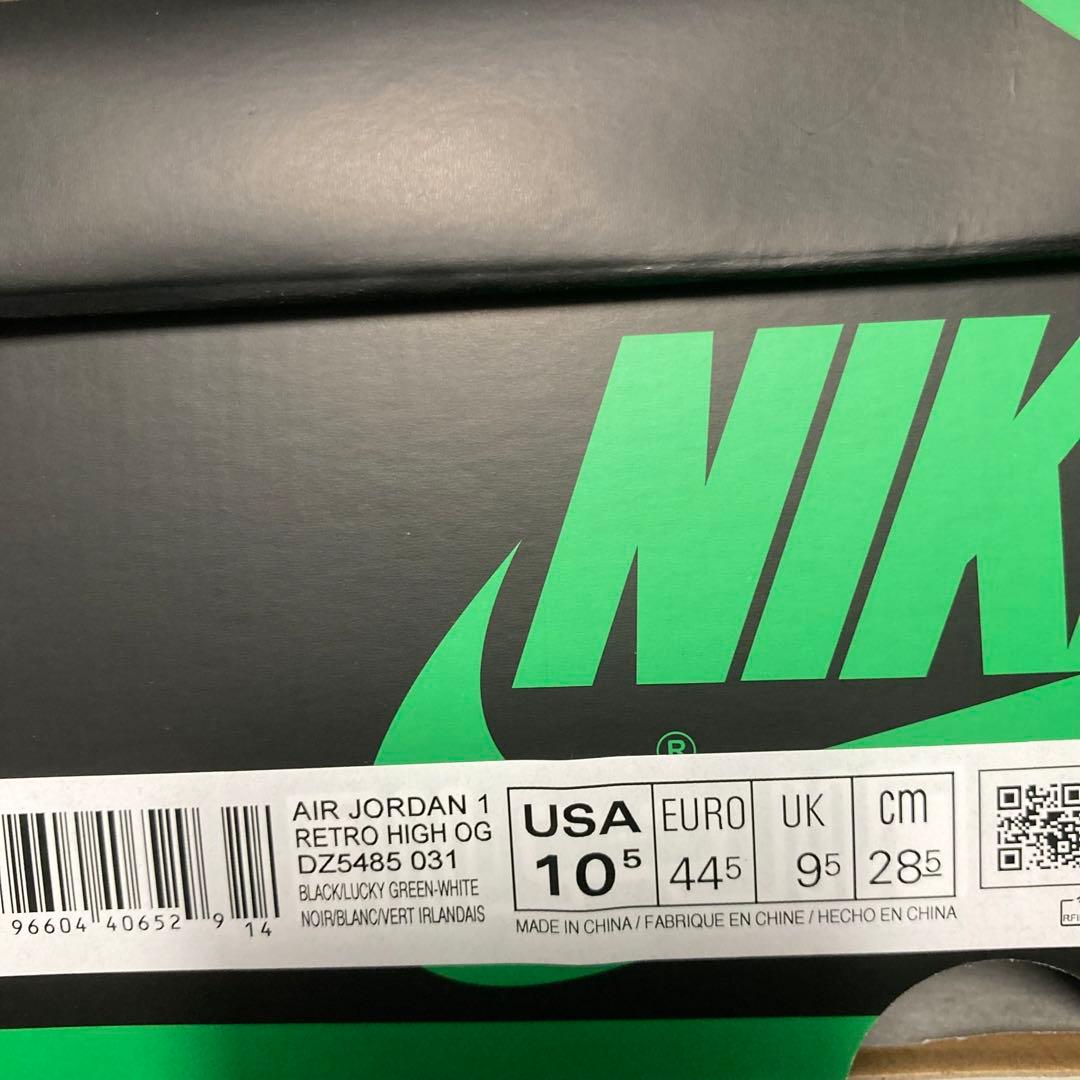 NIK
®
AIR JORDAN 1
RETRO HIGH OG
DZ5485 031
BLACK/LUCKY GREEN-WHITE
NOIR/BLANC/VERT IRLANDAIS
96604 40652 9 14
USA EURO UK cm
10⁵ 44⁵ 9⁵ 28⁵
MADE IN CHINA / FABRIQUE EN CHINE / HECHO EN CHINA